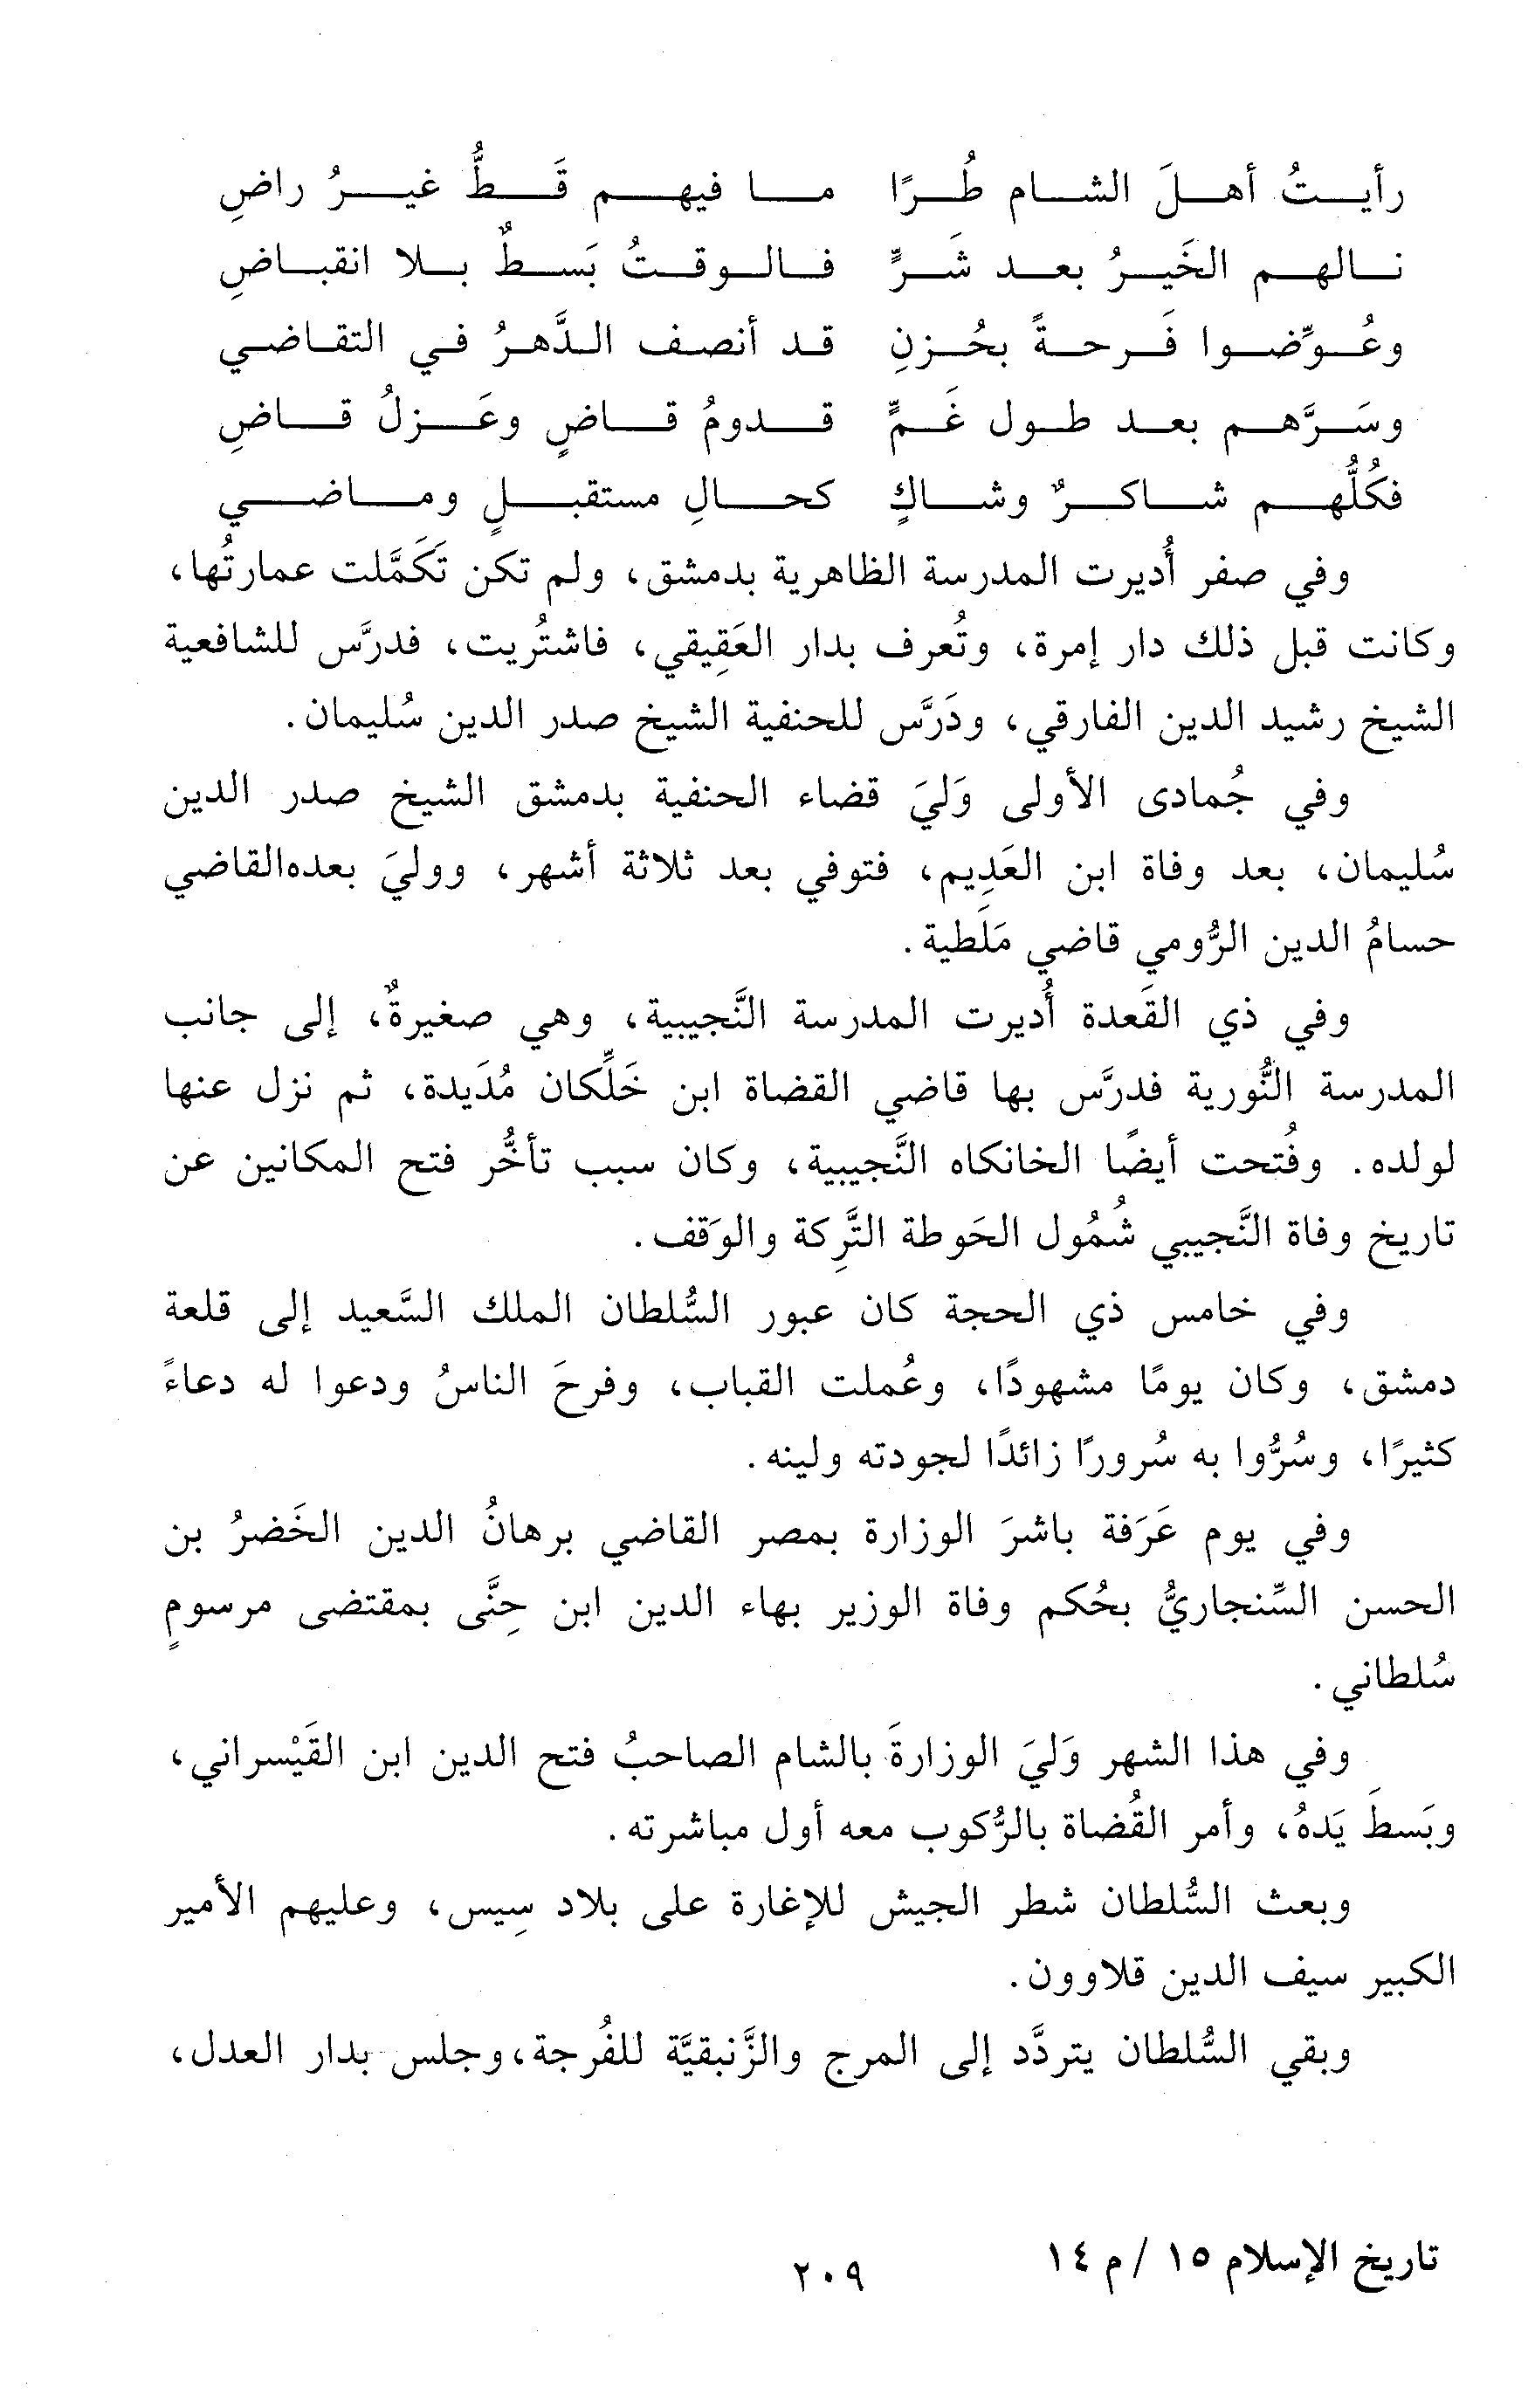 رأيتُ أهلَ الشام طُرًا ما فيهم قَطُّ غيرُ راضِ
نالهم الخَيرُ بعد شَرٍّ فالوقتُ بَسطٌ بلا انقباضِ
وعُوِّضوا فَرحةً بحُزنِ قد أنصف الدَّهرُ في التقاضي
وسَرَّهم بعد طول غَمٍّ قدومُ قاضٍ وعَزلُ قاضِ
فكُلُّهم شاكرٌ وشاكٍ كحالِ مستقبلٍ وماضي
وفي صفر أُديرت المدرسة الظاهرية بدمشق، ولم تكن تَكَمَّلت عمارتُها،
وكانت قبل ذلك دار إمرة، وتُعرف بدار العَقِيقي، فاشتُريت، فدرَّس للشافعية
الشيخ رشيد الدين الفارقي، ودَرَّس للحنفية الشيخ صدر الدين سُليمان.
وفي جُمادى الأولى وَليَ قضاء الحنفية بدمشق الشيخ صدر الدين
سُليمان، بعد وفاة ابن العَدِيم، فتوفي بعد ثلاثة أشهر، ووليَ بعده القاضي
حسامُ الدين الرُّومي قاضي مَلَطية.
وفي ذي القَعدة أُديرت المدرسة النَّجيبية، وهي صغيرةٌ، إلى جانب
المدرسة النُّورية فدرَّس بها قاضي القضاة ابن خَلِّكان مُدَيدة، ثم نزل عنها
لولده. وفُتحت أيضًا الخانكاه النَّجيبية، وكان سبب تأخُّر فتح المكانين عن
تاريخ وفاة النَّجيبي شُمُول الحَوطة التَّرِكة والوَقف.
وفي خامس ذي الحجة كان عبور السُّلطان الملك السَّعيد إلى قلعة
دمشق، وكان يومًا مشهودًا، وعُملت القباب، وفرحَ الناسُ ودعوا له دعاءً
كثيرًا، وسُرُّوا به سُرورًا زائدًا لجودته ولينه.
وفي يوم عَرَفة باشرَ الوزارة بمصر القاضي برهانُ الدين الخَضرُ بن
الحسن السِّنجاريُّ بحُكم وفاة الوزير بهاء الدين ابن حِنَّى بمقتضى مرسومٍ
سُلطاني.
وفي هذا الشهر وَليَ الوزارةَ بالشام الصاحبُ فتح الدين ابن القَيْسراني،
وبَسطَ يَدهُ، وأمر القُضاة بالرُّكوب معه أول مباشرته.
وبعث السُّلطان شطر الجيش للإغارة على بلاد سِيس، وعليهم الأمير
الكبير سيف الدين قلاوون.
وبقي السُّلطان يتردَّد إلى المرج والزَّنبقيَّة للفُرجة، وجلس بدار العدل،
تاريخ الإسلام ١٥ / م ١٤
٢٠٩